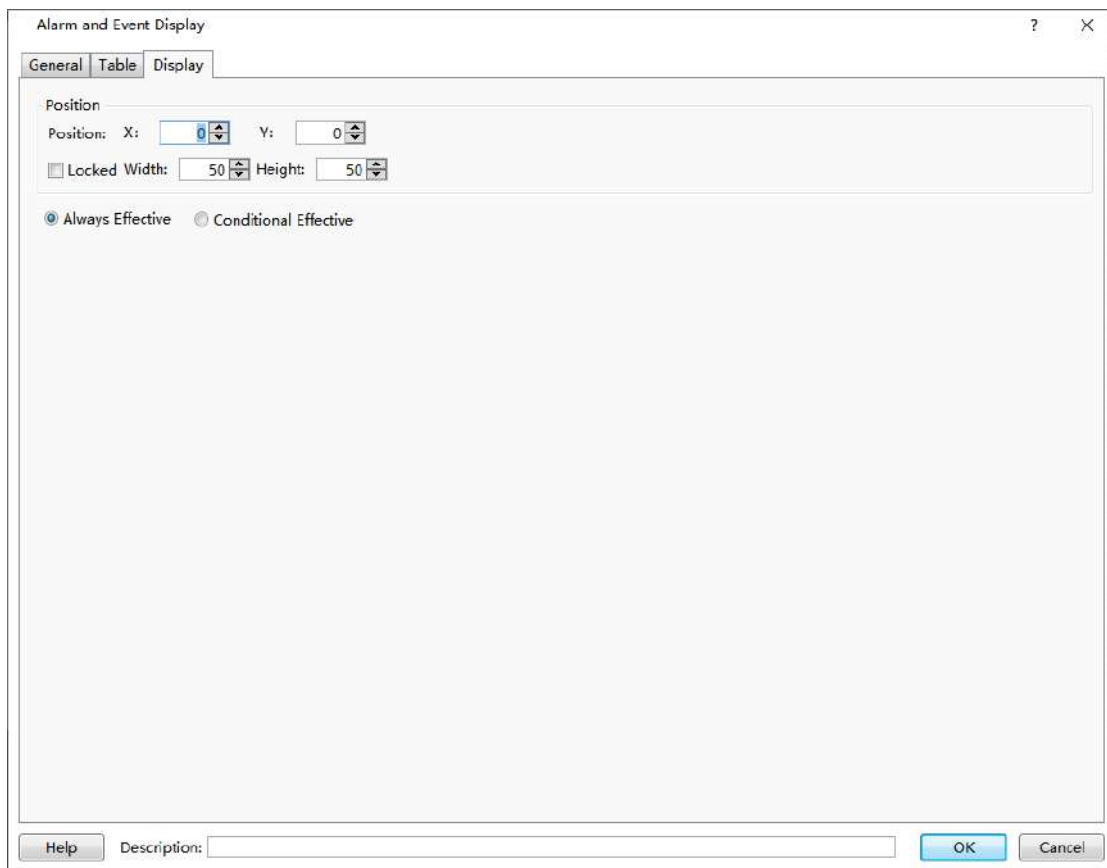 Alarm and Event Display ?
General Table Display
Position
Position: X: 0 Y: 0
Locked Width: 50 Height: 50
Always Effective Conditional Effective
Help Description: OK Cancel